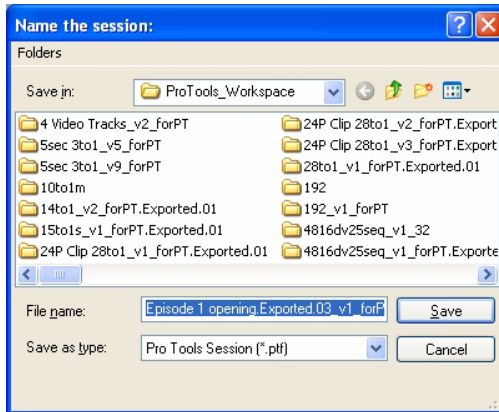 Name the session:
Folders
Save in: ProTools_Workspace
4 Video Tracks_v2_forPT
5sec 3to1_v5_forPT
5sec 3to1_v9_forPT
10to1m
14to1_v2_forPT.Exported.01
15to1s_v1_forPT.Exported.01
24P Clip 28to1_v1_forPT.Exported.01
24P Clip 28to1_v2_forPT.Export
24P Clip 28to1_v3_forPT.Export
28to1_v1_forPT.Exported.01
192
192_v1_forPT
4816dv25seq_v1_32
4816dv25seq_v1_forPT.Exporte
File name: Episode 1 opening.Exported.03_v1_forP
Save
Save as type: Pro Tools Session (*.ptf)
Cancel